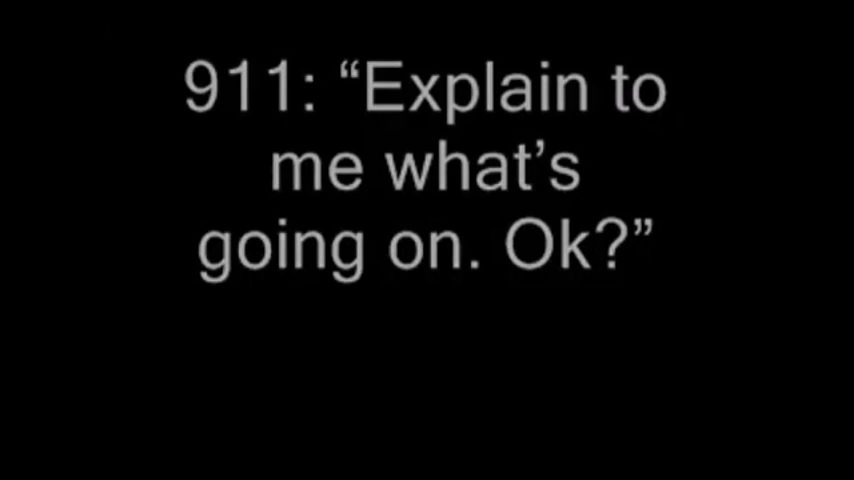 911: “Explain to
me what’s
going on. Ok?”